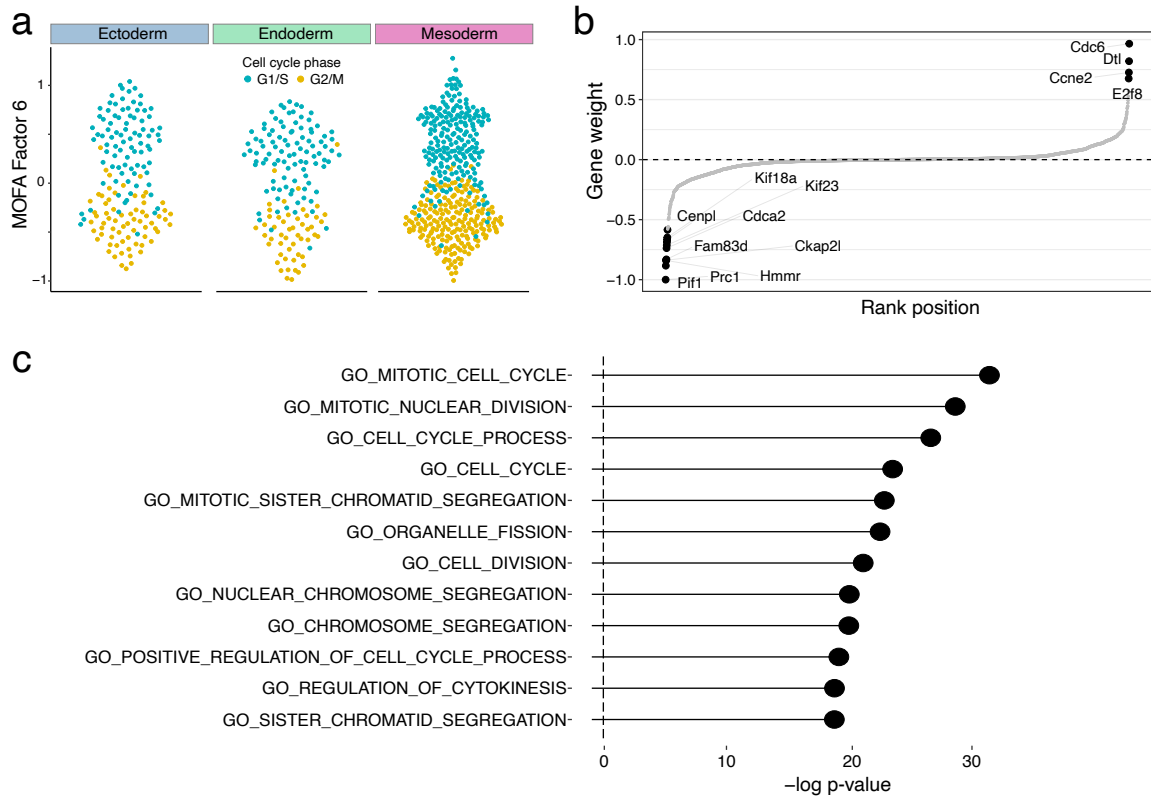 a
Ectoderm
Endoderm
Mesoderm
Cell cycle phase
G1/S G2/M
MOFA Factor 6
1
0
−1
b
Gene weight
1.0
0.5
0.0
−0.5
−1.0
Cdc6
Dtl
Ccne2
E2f8
Kif18a
Kif23
Cenpl
Cdca2
Fam83d
Ckap2l
Pif1
Prc1
Hmmr
Rank position
c
GO_MITOTIC_CELL_CYCLE
GO_MITOTIC_NUCLEAR_DIVISION
GO_CELL_CYCLE_PROCESS
GO_CELL_CYCLE
GO_MITOTIC_SISTER_CHROMATID_SEGREGATION
GO_ORGANELLE_FISSION
GO_CELL_DIVISION
GO_NUCLEAR_CHROMOSOME_SEGREGATION
GO_CHROMOSOME_SEGREGATION
GO_POSITIVE_REGULATION_OF_CELL_CYCLE_PROCESS
GO_REGULATION_OF_CYTOKINESIS
GO_SISTER_CHROMATID_SEGREGATION
0 10 20 30
−log p-value